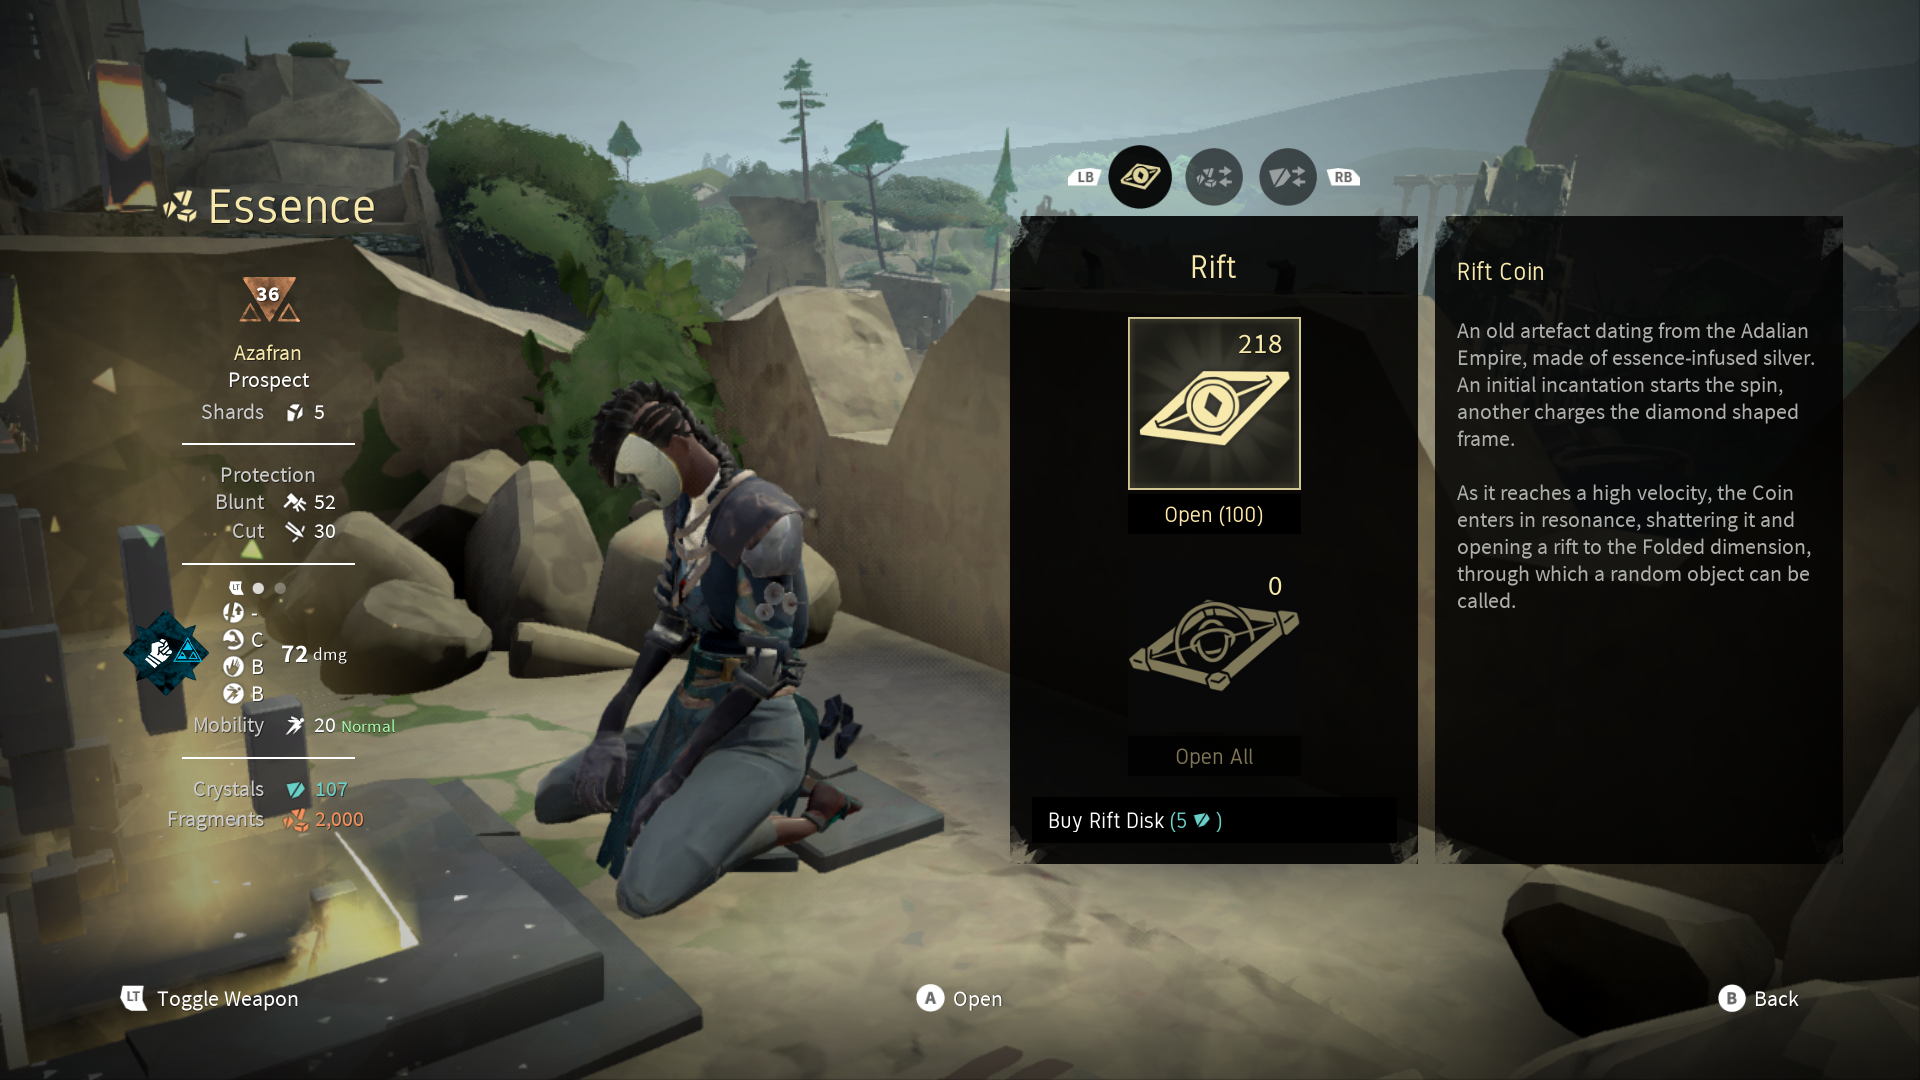 Essence
36
Azafran
Prospect
Shards 5
Protection
Blunt 52
Cut 30
LT
-
C
B
B
72 dmg
Mobility 20 Normal
Crystals 107
Fragments 2,000
LB
RB
Rift
218
Open (100)
0
Open All
Buy Rift Disk (5 )
Rift Coin
An old artefact dating from the Adalian
Empire, made of essence-infused silver.
An initial incantation starts the spin,
another charges the diamond shaped
frame.
As it reaches a high velocity, the Coin
enters in resonance, shattering it and
opening a rift to the Folded dimension,
through which a random object can be
called.
LT Toggle Weapon
A Open
B Back